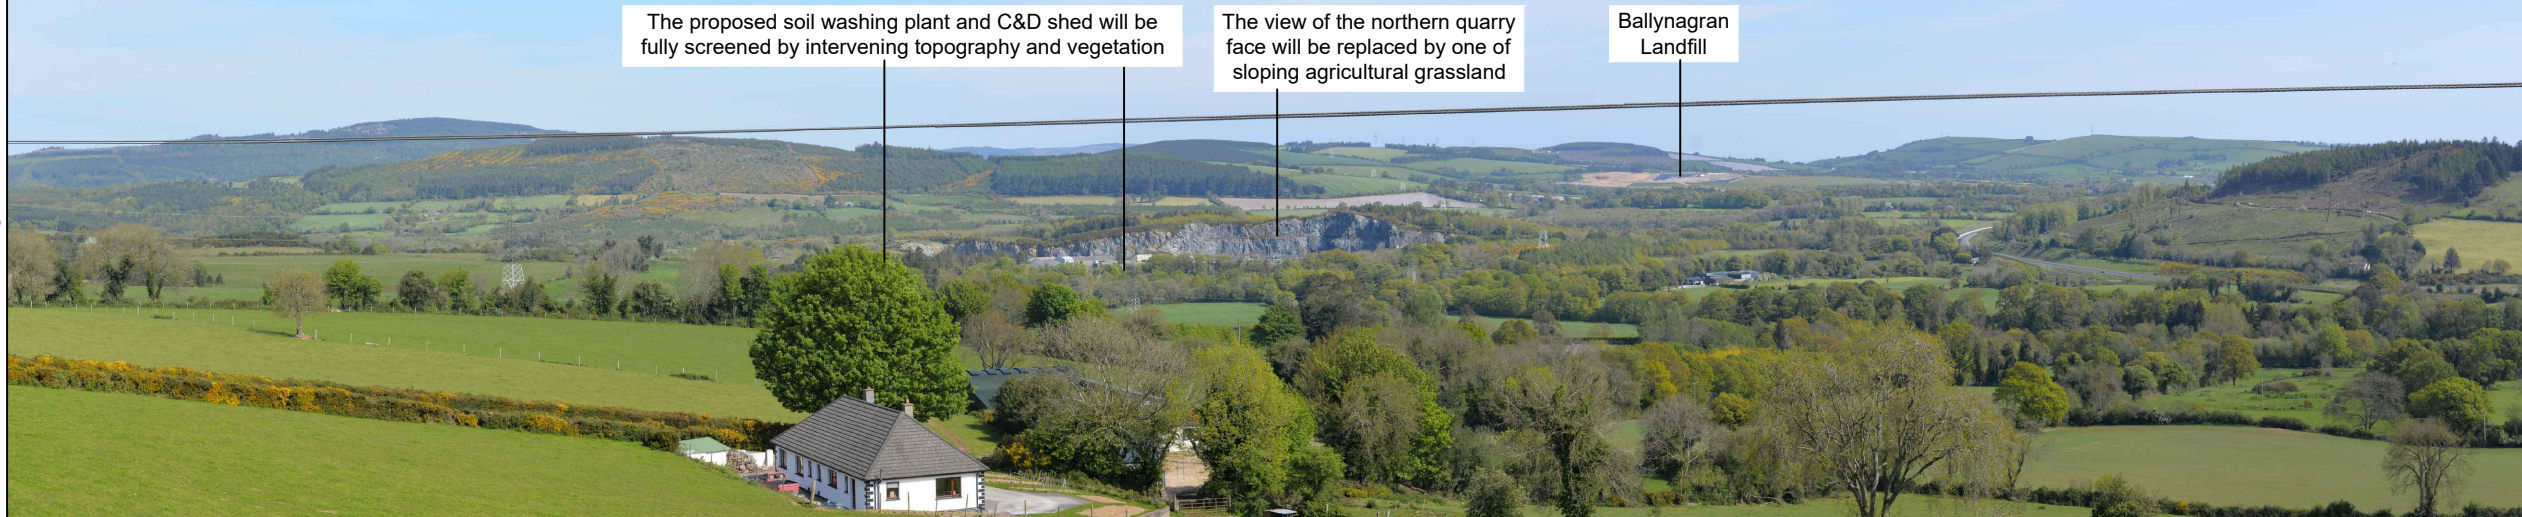 The proposed soil washing plant and C&D shed will be
fully screened by intervening topography and vegetation
The view of the northern quarry
face will be replaced by one of
sloping agricultural grassland
Ballynagran
Landfill